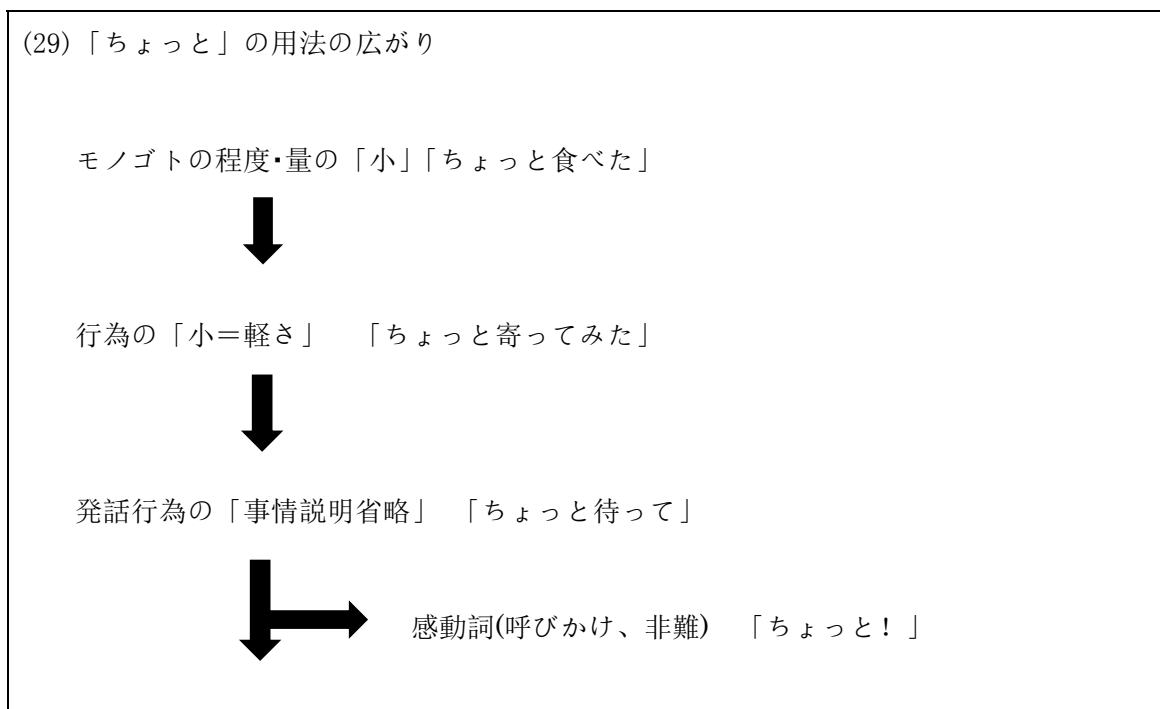 (29)「ちょっと」の用法の広がり
モノゴトの程度・量の「小」「ちょっと食べた」
行為の「小＝軽さ」　「ちょっと寄ってみた」
発話行為の「事情説明省略」　「ちょっと待って」
感動詞(呼びかけ、非難)　「ちょっと！」